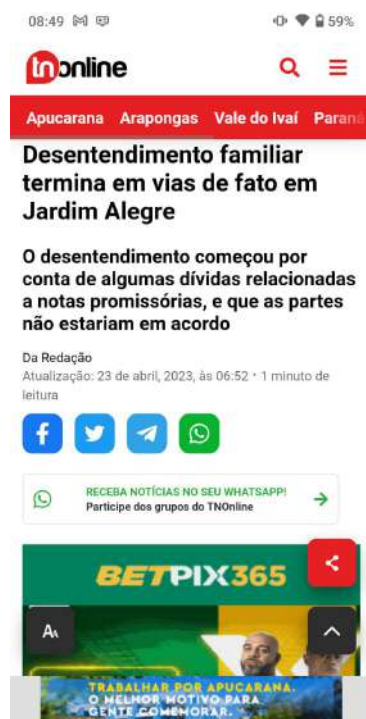 08:49 59%
tnonline
Apucarana Arapongas Vale do Ivaí Paraná
Desentendimento familiar
termina em vias de fato em
Jardim Alegre
O desentendimento começou por
conta de algumas dívidas relacionadas
a notas promissórias, e que as partes
não estariam em acordo
Da Redação
Atualização: 23 de abril, 2023, às 06:52 • 1 minuto de
leitura
RECEBA NOTÍCIAS NO SEU WHATSAPP!
Participe dos grupos do TNOnline
BETPIX365
AA
TRABALHAR POR APUCARANA.
O MELHOR MOTIVO PARA
GENTE COMEMORAR.